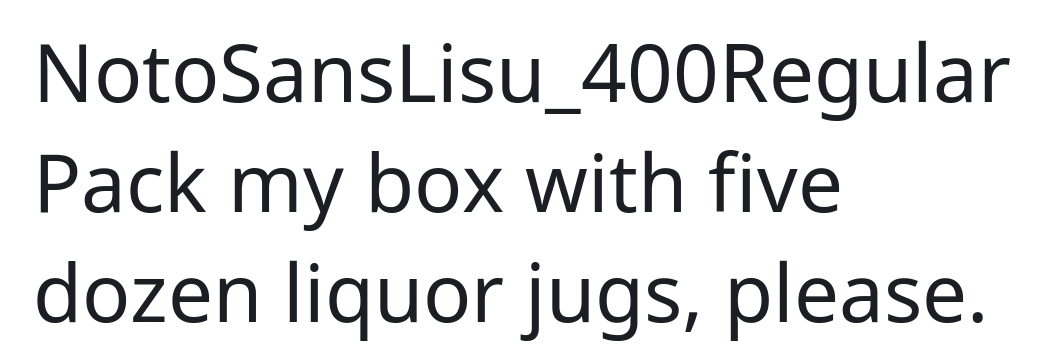 NotoSansLisu_400Regular
Pack my box with five
dozen liquor jugs, please.